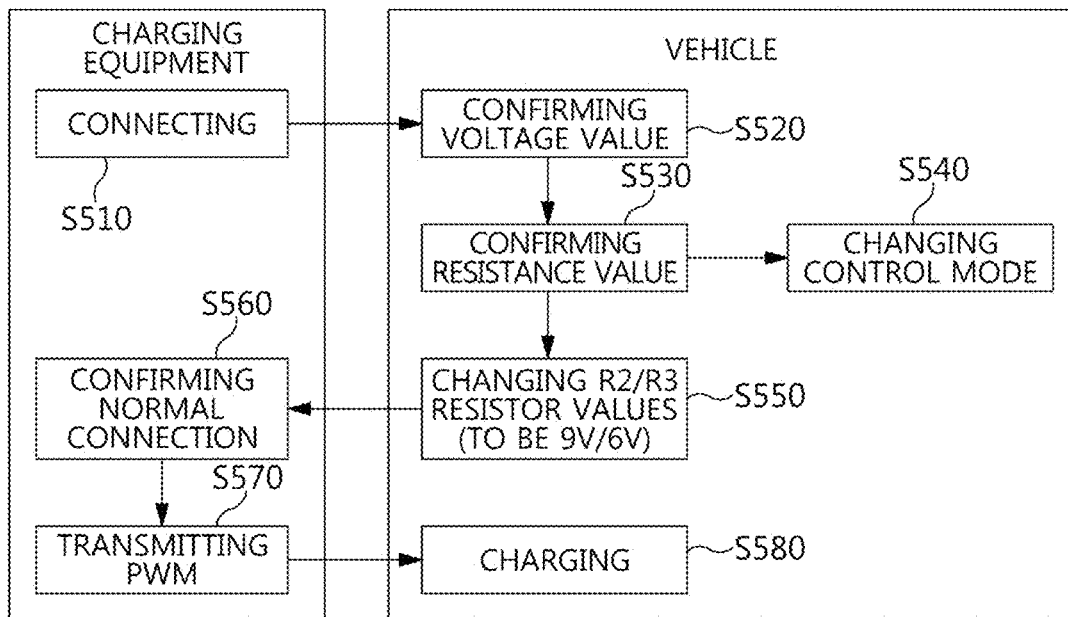 CHARGING
EQUIPMENT
VEHICLE
CONNECTING
S510
CONFIRMING
VOLTAGE VALUE
S520
S530
CONFIRMING
RESISTANCE VALUE
S540
CHANGING
CONTROL MODE
S560
CONFIRMING
NORMAL
CONNECTION
CHANGING R2/R3
RESISTOR VALUES
(TO BE 9V/6V)
S550
S570
TRANSMITTING
PWM
CHARGING
S580